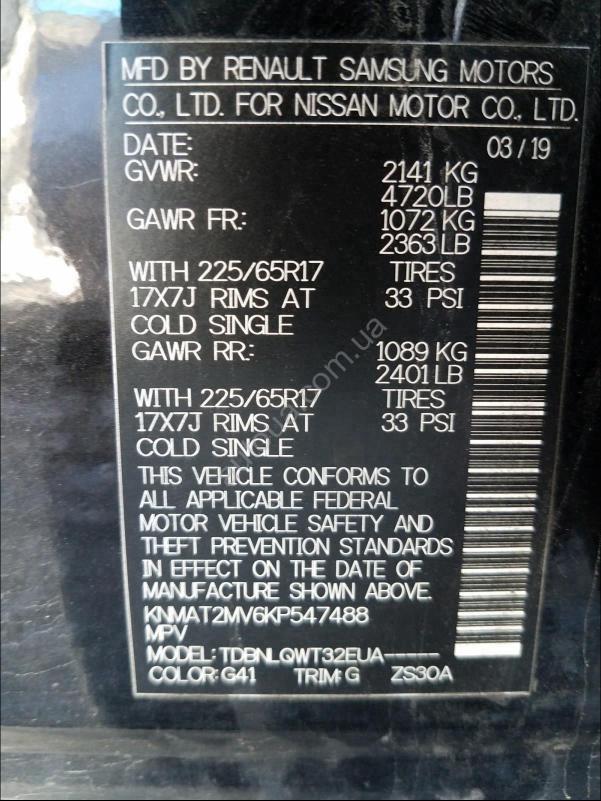 MFD BY RENAULT SAMSUNG MOTORS
CO., LTD. FOR NISSAN MOTOR CO., LTD.
DATE: 03/19
GVWR: 2141 KG
4720LB
GAWR FR.: 1072 KG
2363LB
WITH 225/65R17 TIRES
17X7J RIMS AT 33 PSI
COLD SINGLE
GAWR RR.: 1089 KG
2401LB
WITH 225/65R17 TIRES
17X7J RIMS AT 33 PSI
COLD SINGLE
THIS VEHICLE CONFORMS TO
ALL APPLICABLE FEDERAL
MOTOR VEHICLE SAFETY AND
THEFT PREVENTION STANDARDS
IN EFFECT ON THE DATE OF
MANUFACTURE SHOWN ABOVE.
KNMAT2MV6KP547488
MPV
MODEL: TDBNLQWT32EUA-----
COLOR: G41 TRIM: G ZS30A